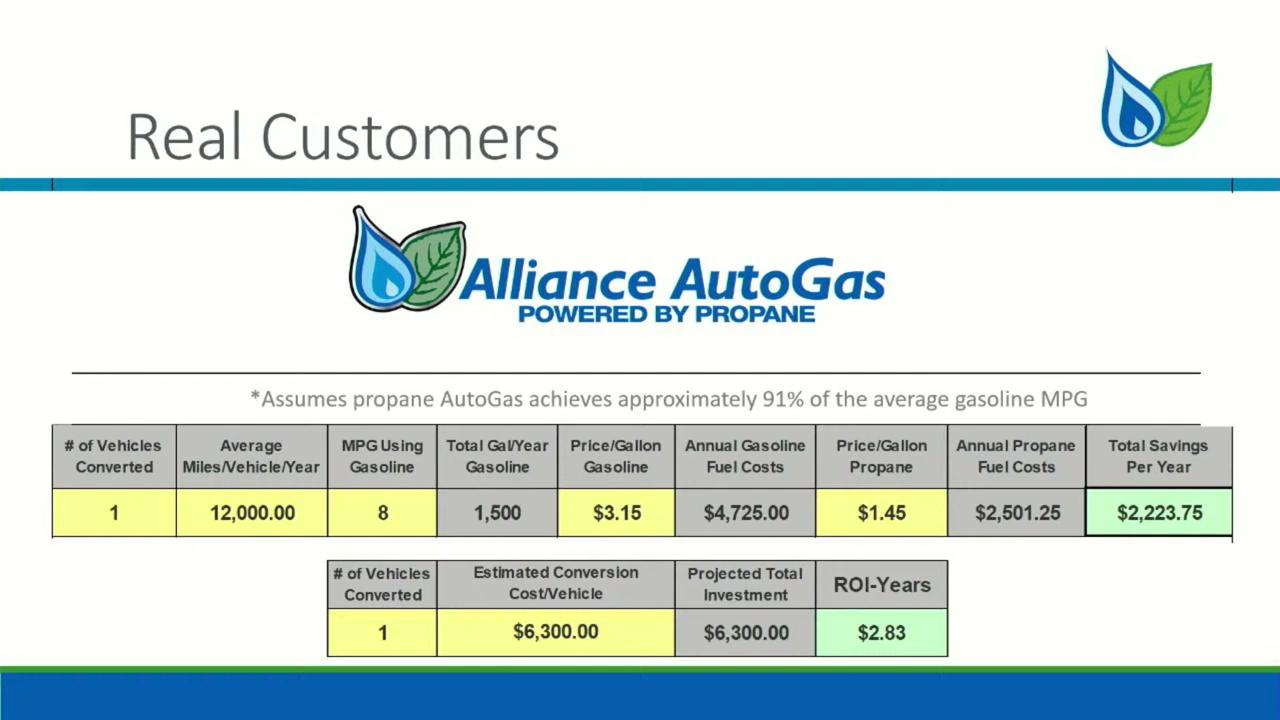 Real Customers
Alliance AutoGas
POWERED BY PROPANE
*Assumes propane AutoGas achieves approximately 91% of the average gasoline MPG
# of Vehicles Converted
Average Miles/Vehicle/Year
MPG Using Gasoline
Total Gal/Year Gasoline
Price/Gallon Gasoline
Annual Gasoline Fuel Costs
Price/Gallon Propane
Annual Propane Fuel Costs
Total Savings Per Year
1
12,000.00
8
1,500
$3.15
$4,725.00
$1.45
$2,501.25
$2,223.75
# of Vehicles Converted
Estimated Conversion Cost/Vehicle
Projected Total Investment
ROI-Years
1
$6,300.00
$6,300.00
$2.83